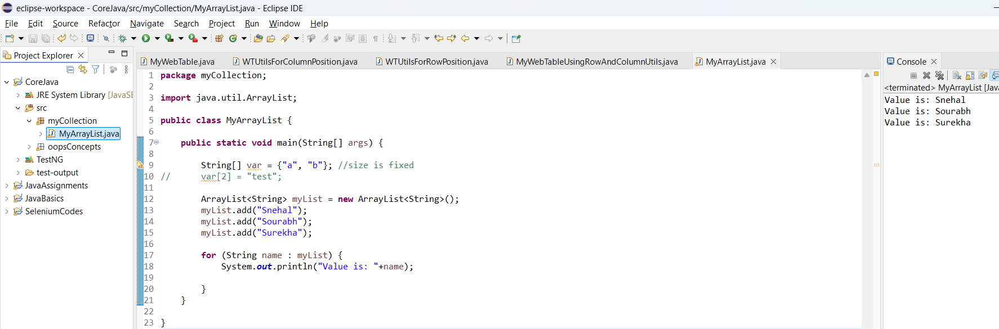 eclipse-workspace - CoreJava/src/myCollection/MyArrayList.java - Eclipse IDE
File Edit Source Refactor Navigate Search Project Run Window Help
Project Explorer
CoreJava
JRE System Library [JavaSE
src
myCollection
MyArrayList.java
oopsConcepts
TestNG
test-output
JavaAssignments
JavaBasics
SeleniumCodes
MyWebTable.java WTUtilsForColumnPosition.java WTUtilsForRowPosition.java MyWebTableUsingRowAndColumnUtils.java MyArrayList.java
1 package myCollection;
2
3 import java.util.ArrayList;
4
5 public class MyArrayList {
6
7 public static void main(String[] args) {
8
9 String[] var = {"a", "b"}; //size is fixed
10 // var[2] = "test";
11
12 ArrayList<String> myList = new ArrayList<String>();
13 myList.add("Snehal");
14 myList.add("Sourabh");
15 myList.add("Surekha");
16
17 for (String name : myList) {
18 System.out.println("Value is: "+name);
19
20 }
21 }
22
23 }
Console
<terminated> MyArrayList [Java
Value is: Snehal
Value is: Sourabh
Value is: Surekha